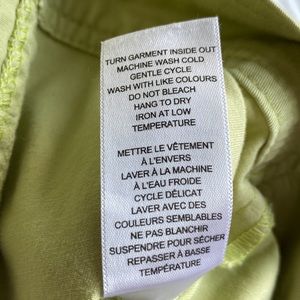 TURN GARMENT INSIDE OUT
MACHINE WASH COLD
GENTLE CYCLE
WASH WITH LIKE COLOURS
DO NOT BLEACH
HANG TO DRY
IRON AT LOW
TEMPERATURE
METTRE LE VÊTEMENT
À L'ENVERS
LAVER À LA MACHINE
À L'EAU FROIDE
CYCLE DÉLICAT
LAVER AVEC DES
COULEURS SEMBLABLES
NE PAS BLANCHIR
SUSPENDRE POUR SÉCHER
REPASSER À BASSE
TEMPÉRATURE